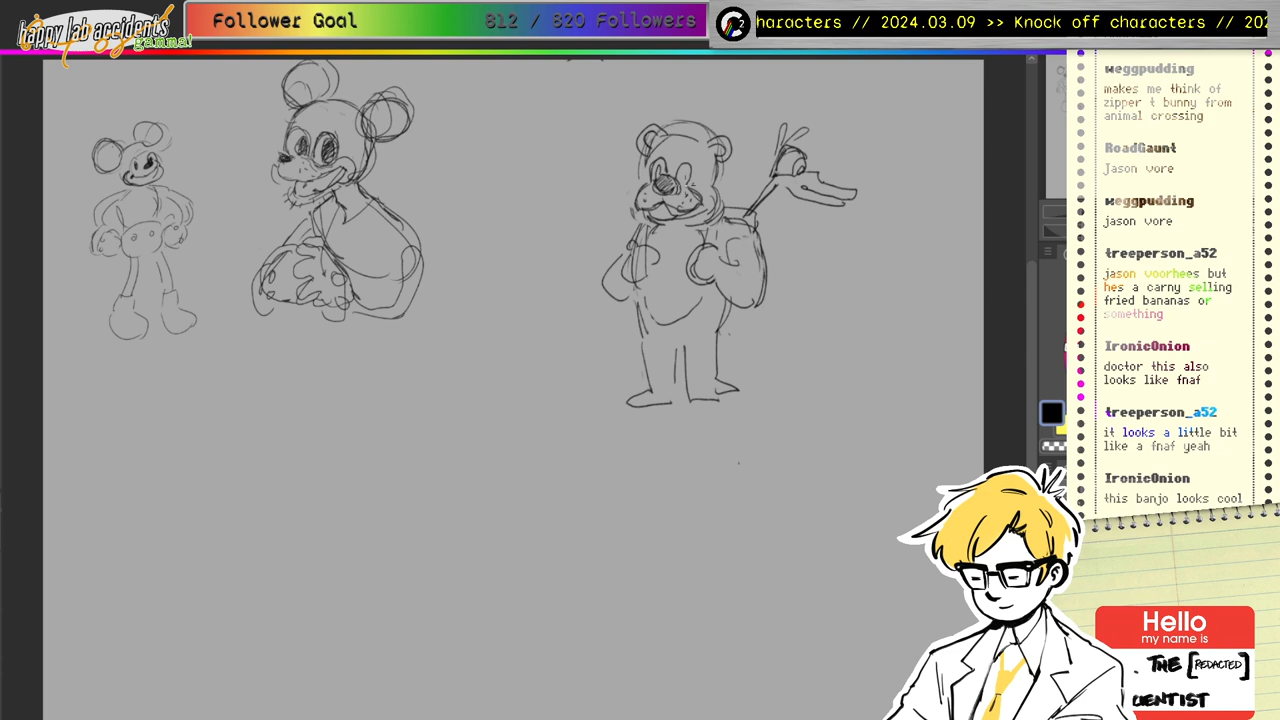 happy lab accidents
gamma!
Follower Goal
812 / 820 Followers
haracters // 2024.03.09 >> Knock off characters // 202
meggpudding
makes me think of
zipper t bunny from
animal crossing
RoadGaunt
Jason vore
meggpudding
jason vore
treeperson_a52
jason voorhees but
hes a carny selling
fried bananas or
something
IronicOnion
doctor this also
looks like fnaf
treeperson_a52
it looks a little bit
like a fnaf yeah
IronicOnion
this banjo looks cool
Hello
my name is
THE [REDACTED]
CIENTIST